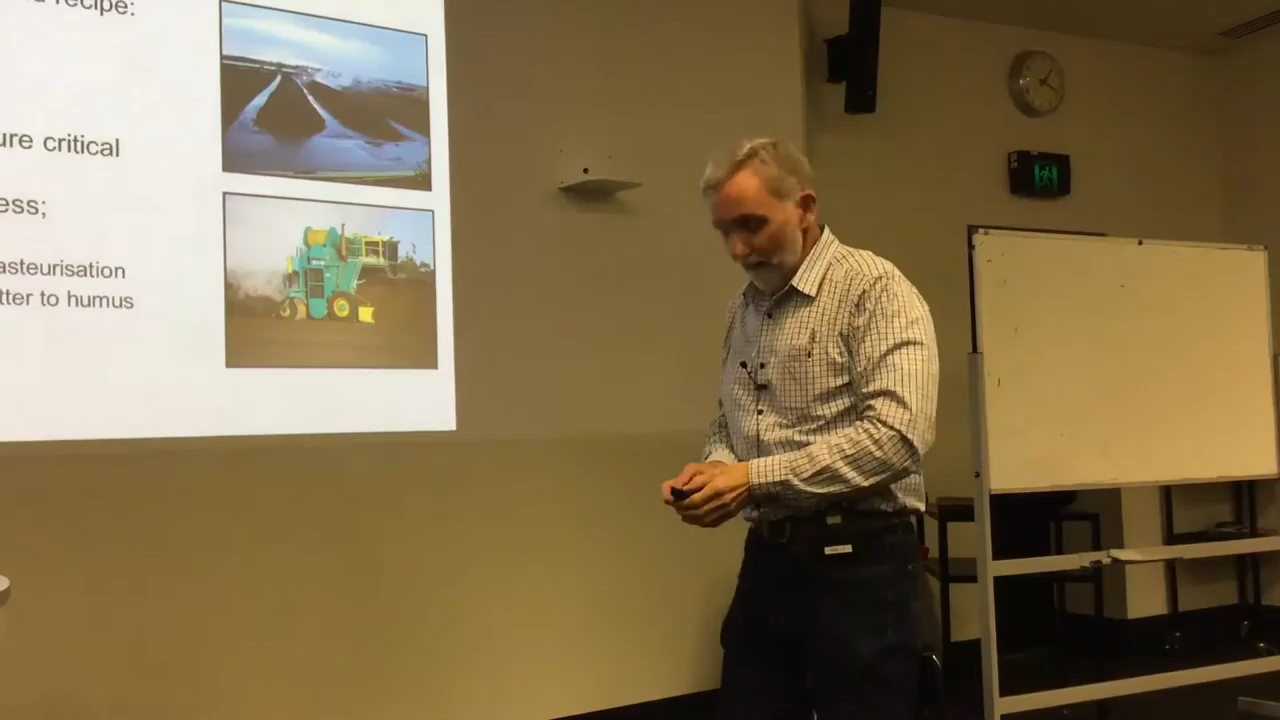 recipe:
ure critical
ess;
asteurisation
tter to humus